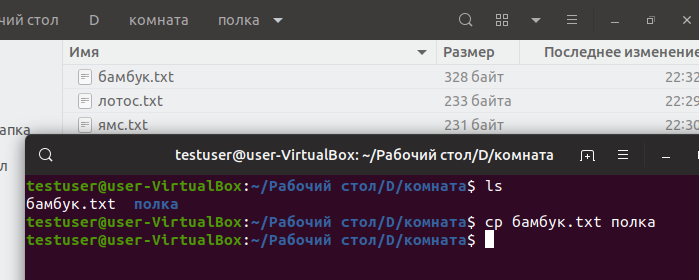 чий стол D комната полка
Имя Размер Последнее изменение
бамбук.txt 328 байт 22:32
лотос.txt 233 байта 22:29
ямс.txt 231 байт 22:30
апка
л
testuser@user-VirtualBox: ~/Рабочий стол/D/комната
testuser@user-VirtualBox:~/Рабочий стол/D/комната$ ls
бамбук.txt полка
testuser@user-VirtualBox:~/Рабочий стол/D/комната$ cp бамбук.txt полка
testuser@user-VirtualBox:~/Рабочий стол/D/комната$